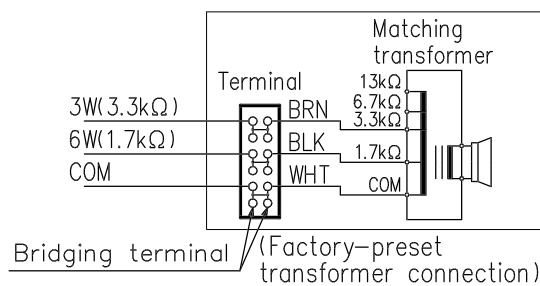 Matching
transformer
Terminal
13kΩ
6.7kΩ
3.3kΩ
3W(3.3kΩ)
BRN
6W(1.7kΩ)
BLK
1.7kΩ
COM
WHT
COM
Bridging terminal
(Factory-preset
transformer connection)